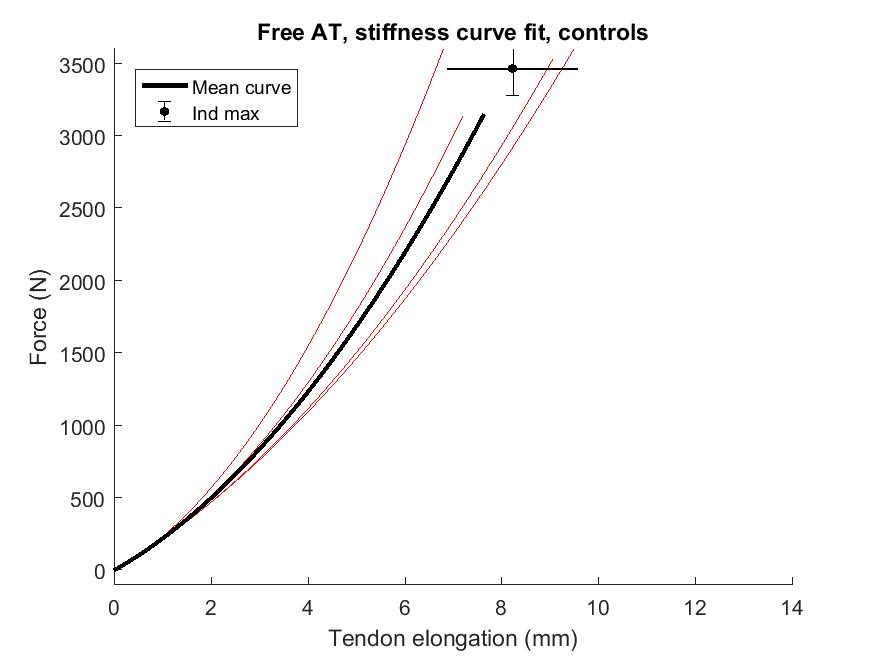 Free AT, stiffness curve fit, controls
Mean curve
Ind max
Force (N)
3500
3000
2500
2000
1500
1000
500
0
0 2 4 6 8 10 12 14
Tendon elongation (mm)